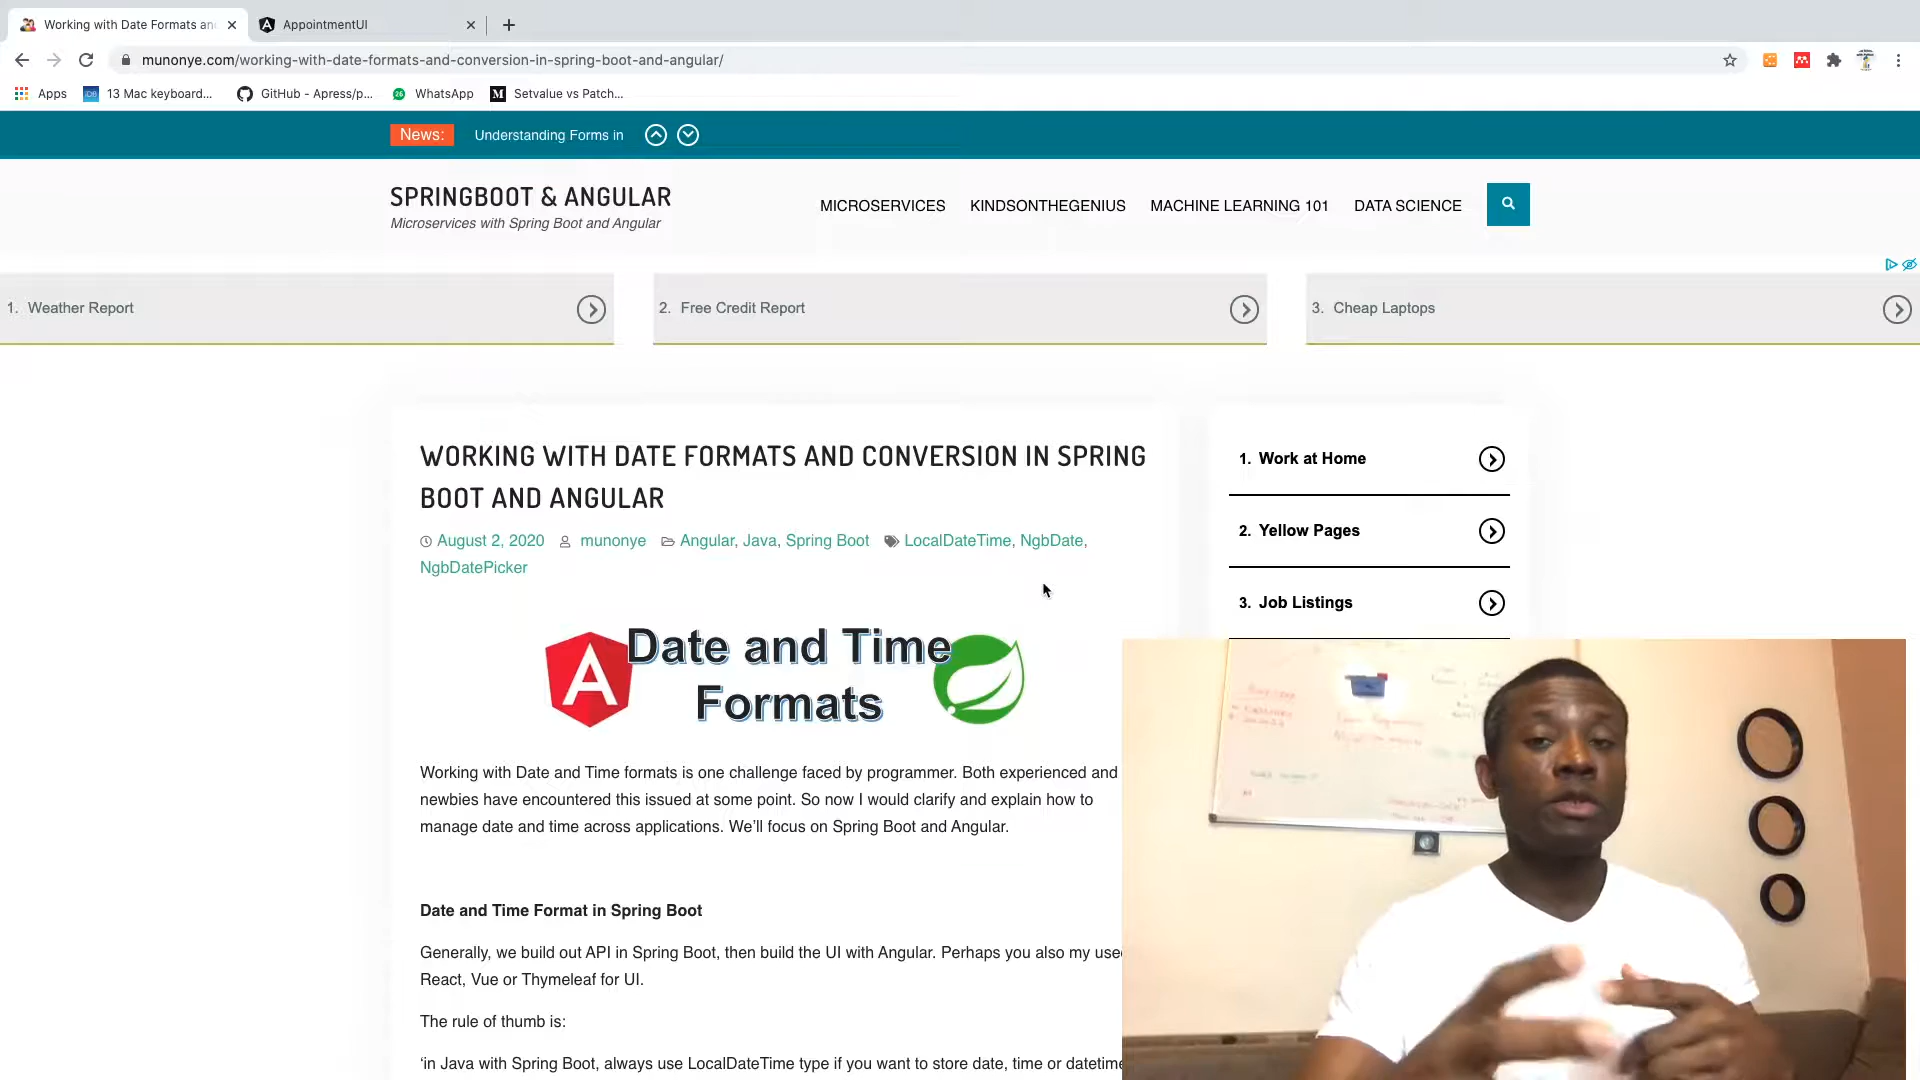 Working with Date Formats an
AppointmentUI
munonye.com/working-with-date-formats-and-conversion-in-spring-boot-and-angular/
Apps
13 Mac keyboard...
GitHub - Apress/p...
WhatsApp
Setvalue vs Patch...
News:
Understanding Forms in
SPRINGBOOT & ANGULAR
Microservices with Spring Boot and Angular
MICROSERVICES
KINDSONTHEGENIUS
MACHINE LEARNING 101
DATA SCIENCE
1. Weather Report
2. Free Credit Report
3. Cheap Laptops
WORKING WITH DATE FORMATS AND CONVERSION IN SPRING
BOOT AND ANGULAR
August 2, 2020 munonye Angular, Java, Spring Boot LocalDateTime, NgbDate,
NgbDatePicker
1. Work at Home
2. Yellow Pages
3. Job Listings
Date and Time
Formats
Working with Date and Time formats is one challenge faced by programmer. Both experienced and
newbies have encountered this issued at some point. So now I would clarify and explain how to
manage date and time across applications. We'll focus on Spring Boot and Angular.
Date and Time Format in Spring Boot
Generally, we build out API in Spring Boot, then build the UI with Angular. Perhaps you also my use
React, Vue or Thymeleaf for UI.
The rule of thumb is:
‘in Java with Spring Boot, always use LocalDateTime type if you want to store date, time or datetime